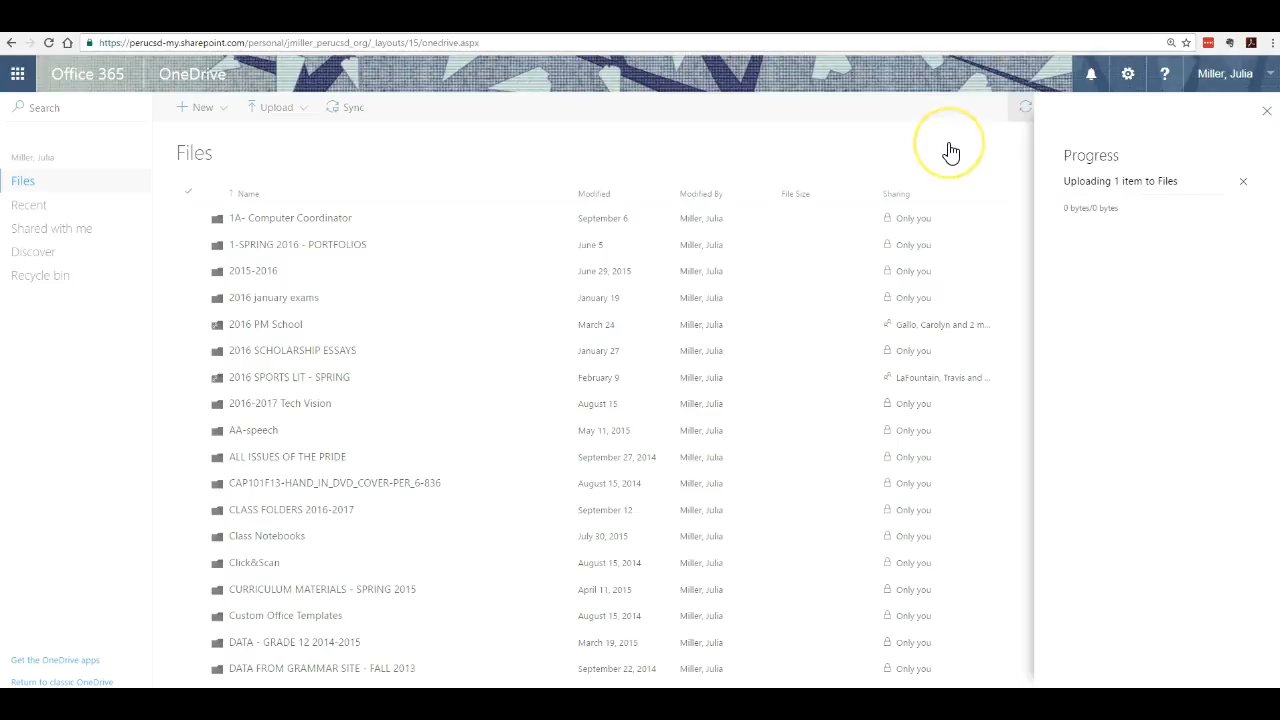 https://perucsd-my.sharepoint.com/personal/jmiller_perucsd_org/_layouts/15/onedrive.aspx
Office 365 OneDrive ? Miller, Julia
Search
New Upload Sync
Miller, Julia
Files
Recent
Shared with me
Discover
Recycle bin
Get the OneDrive apps
Return to classic OneDrive
Files
Name Modified Modified By File Size Sharing
1A- Computer Coordinator September 6 Miller, Julia Only you
1-SPRING 2016 - PORTFOLIOS June 5 Miller, Julia Only you
2015-2016 June 29, 2015 Miller, Julia Only you
2016 january exams January 19 Miller, Julia Only you
2016 PM School March 24 Miller, Julia Gallo, Carolyn and 2 m...
2016 SCHOLARSHIP ESSAYS January 27 Miller, Julia Only you
2016 SPORTS LIT - SPRING February 9 Miller, Julia LaFountain, Travis and ...
2016-2017 Tech Vision August 15 Miller, Julia Only you
AA-speech May 11, 2015 Miller, Julia Only you
ALL ISSUES OF THE PRIDE September 27, 2014 Miller, Julia Only you
CAP101F13-HAND_IN_DVD_COVER-PER_6-836 August 15, 2014 Miller, Julia Only you
CLASS FOLDERS 2016-2017 September 12 Miller, Julia Only you
Class Notebooks July 30, 2015 Miller, Julia Only you
Click&Scan August 15, 2014 Miller, Julia Only you
CURRICULUM MATERIALS - SPRING 2015 April 11, 2015 Miller, Julia Only you
Custom Office Templates August 15, 2014 Miller, Julia Only you
DATA - GRADE 12 2014-2015 March 19, 2015 Miller, Julia Only you
DATA FROM GRAMMAR SITE - FALL 2013 September 22, 2014 Miller, Julia Only you
Progress
Uploading 1 item to Files
0 bytes/0 bytes